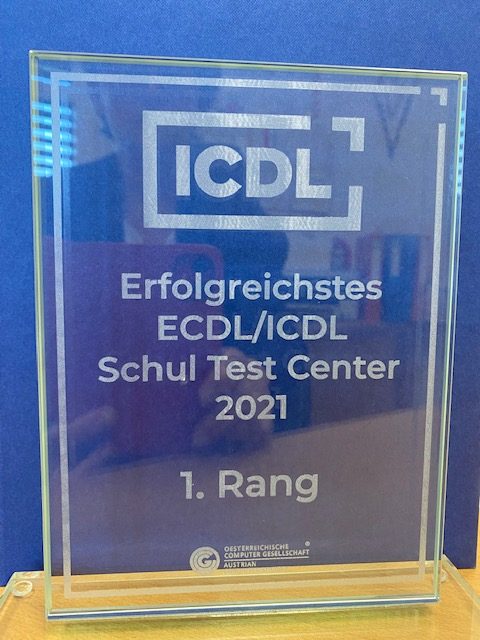 ICDL
Erfolgreichstes
ECDL/ICDL
Schul Test Center
2021
1. Rang
OESTERREICHISCHE ®
COMPUTER GESELLSCHAFT
AUSTRIAN